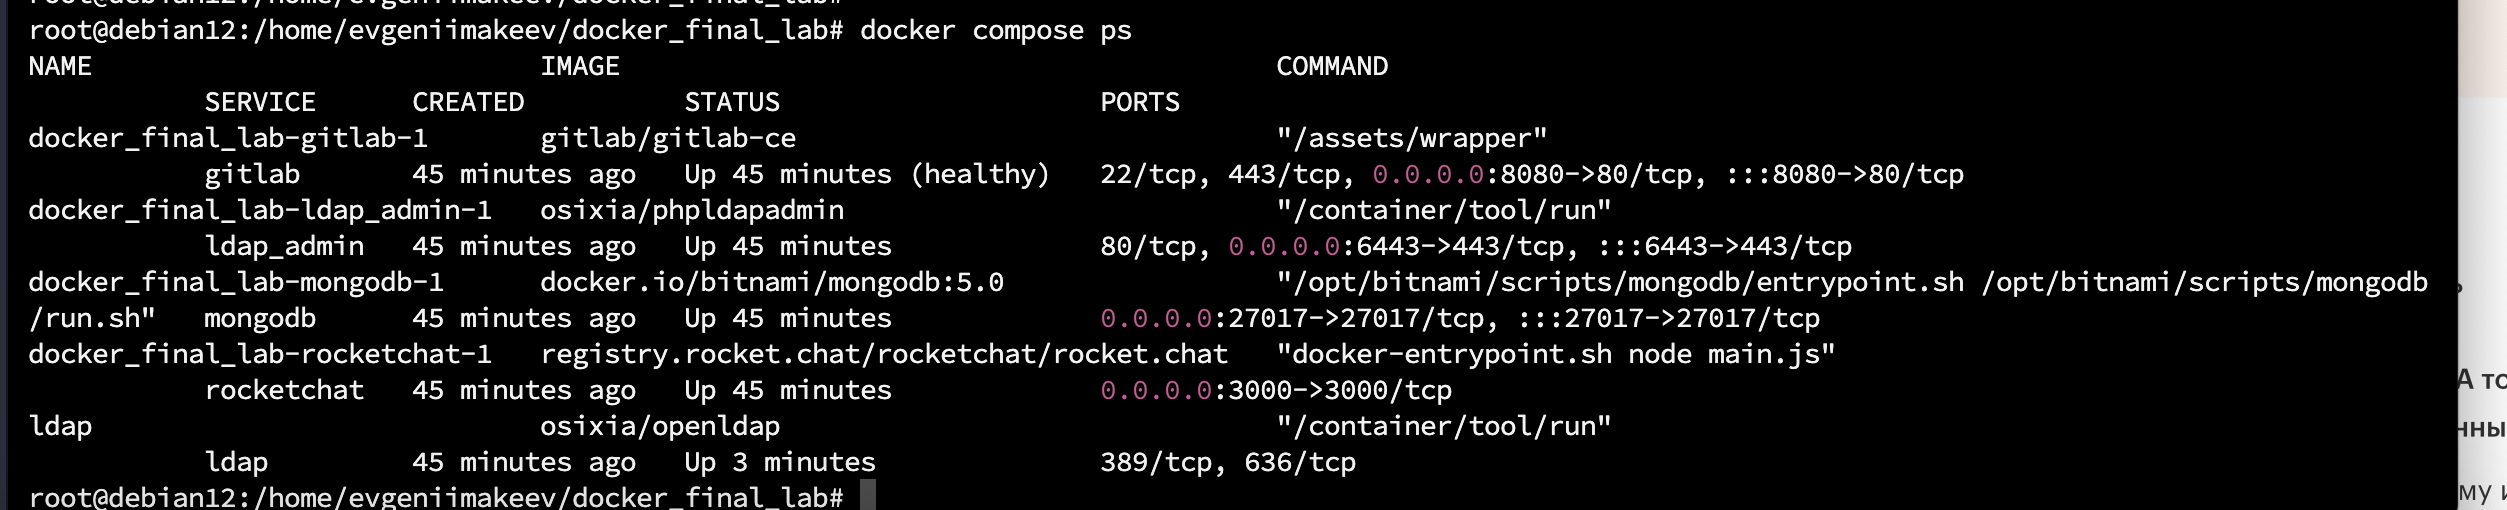 root@debian12:/home/evgeniimakeev/docker_final_lab#
root@debian12:/home/evgeniimakeev/docker_final_lab# docker compose ps
NAME IMAGE COMMAND
SERVICE CREATED STATUS PORTS
docker_final_lab-gitlab-1 gitlab/gitlab-ce "/assets/wrapper"
gitlab 45 minutes ago Up 45 minutes (healthy) 22/tcp, 443/tcp, 0.0.0.0:8080->80/tcp, :::8080->80/tcp
docker_final_lab-ldap_admin-1 osixia/phpldapadmin "/container/tool/run"
ldap_admin 45 minutes ago Up 45 minutes 80/tcp, 0.0.0.0:6443->443/tcp, :::6443->443/tcp
docker_final_lab-mongodb-1 docker.io/bitnami/mongodb:5.0 "/opt/bitnami/scripts/mongodb/entrypoint.sh /opt/bitnami/scripts/mongodb
/run.sh" mongodb 45 minutes ago Up 45 minutes 0.0.0.0:27017->27017/tcp, :::27017->27017/tcp
docker_final_lab-rocketchat-1 registry.rocket.chat/rocketchat/rocket.chat "docker-entrypoint.sh node main.js"
rocketchat 45 minutes ago Up 45 minutes 0.0.0.0:3000->3000/tcp
ldap osixia/openldap "/container/tool/run"
ldap 45 minutes ago Up 3 minutes 389/tcp, 636/tcp
root@debian12:/home/evgeniimakeev/docker_final_lab#